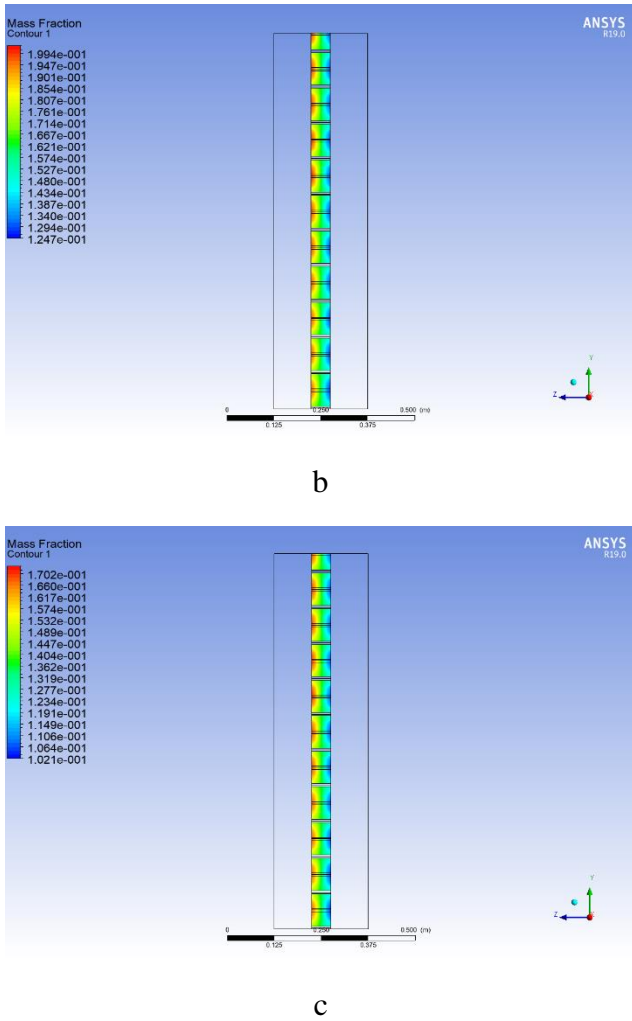 Mass Fraction
Contour 1
1.994e-001
1.947e-001
1.901e-001
1.854e-001
1.807e-001
1.761e-001
1.714e-001
1.667e-001
1.621e-001
1.574e-001
1.527e-001
1.480e-001
1.434e-001
1.387e-001
1.340e-001
1.294e-001
1.247e-001
ANSYS
R19.0
Y
Z
0 0.250 0.500 (m)
0.125 0.375
b
Mass Fraction
Contour 1
1.702e-001
1.660e-001
1.617e-001
1.574e-001
1.532e-001
1.489e-001
1.447e-001
1.404e-001
1.362e-001
1.319e-001
1.277e-001
1.234e-001
1.191e-001
1.149e-001
1.106e-001
1.064e-001
1.021e-001
ANSYS
R19.0
Y
Z
0 0.250 0.500 (m)
0.125 0.375
c